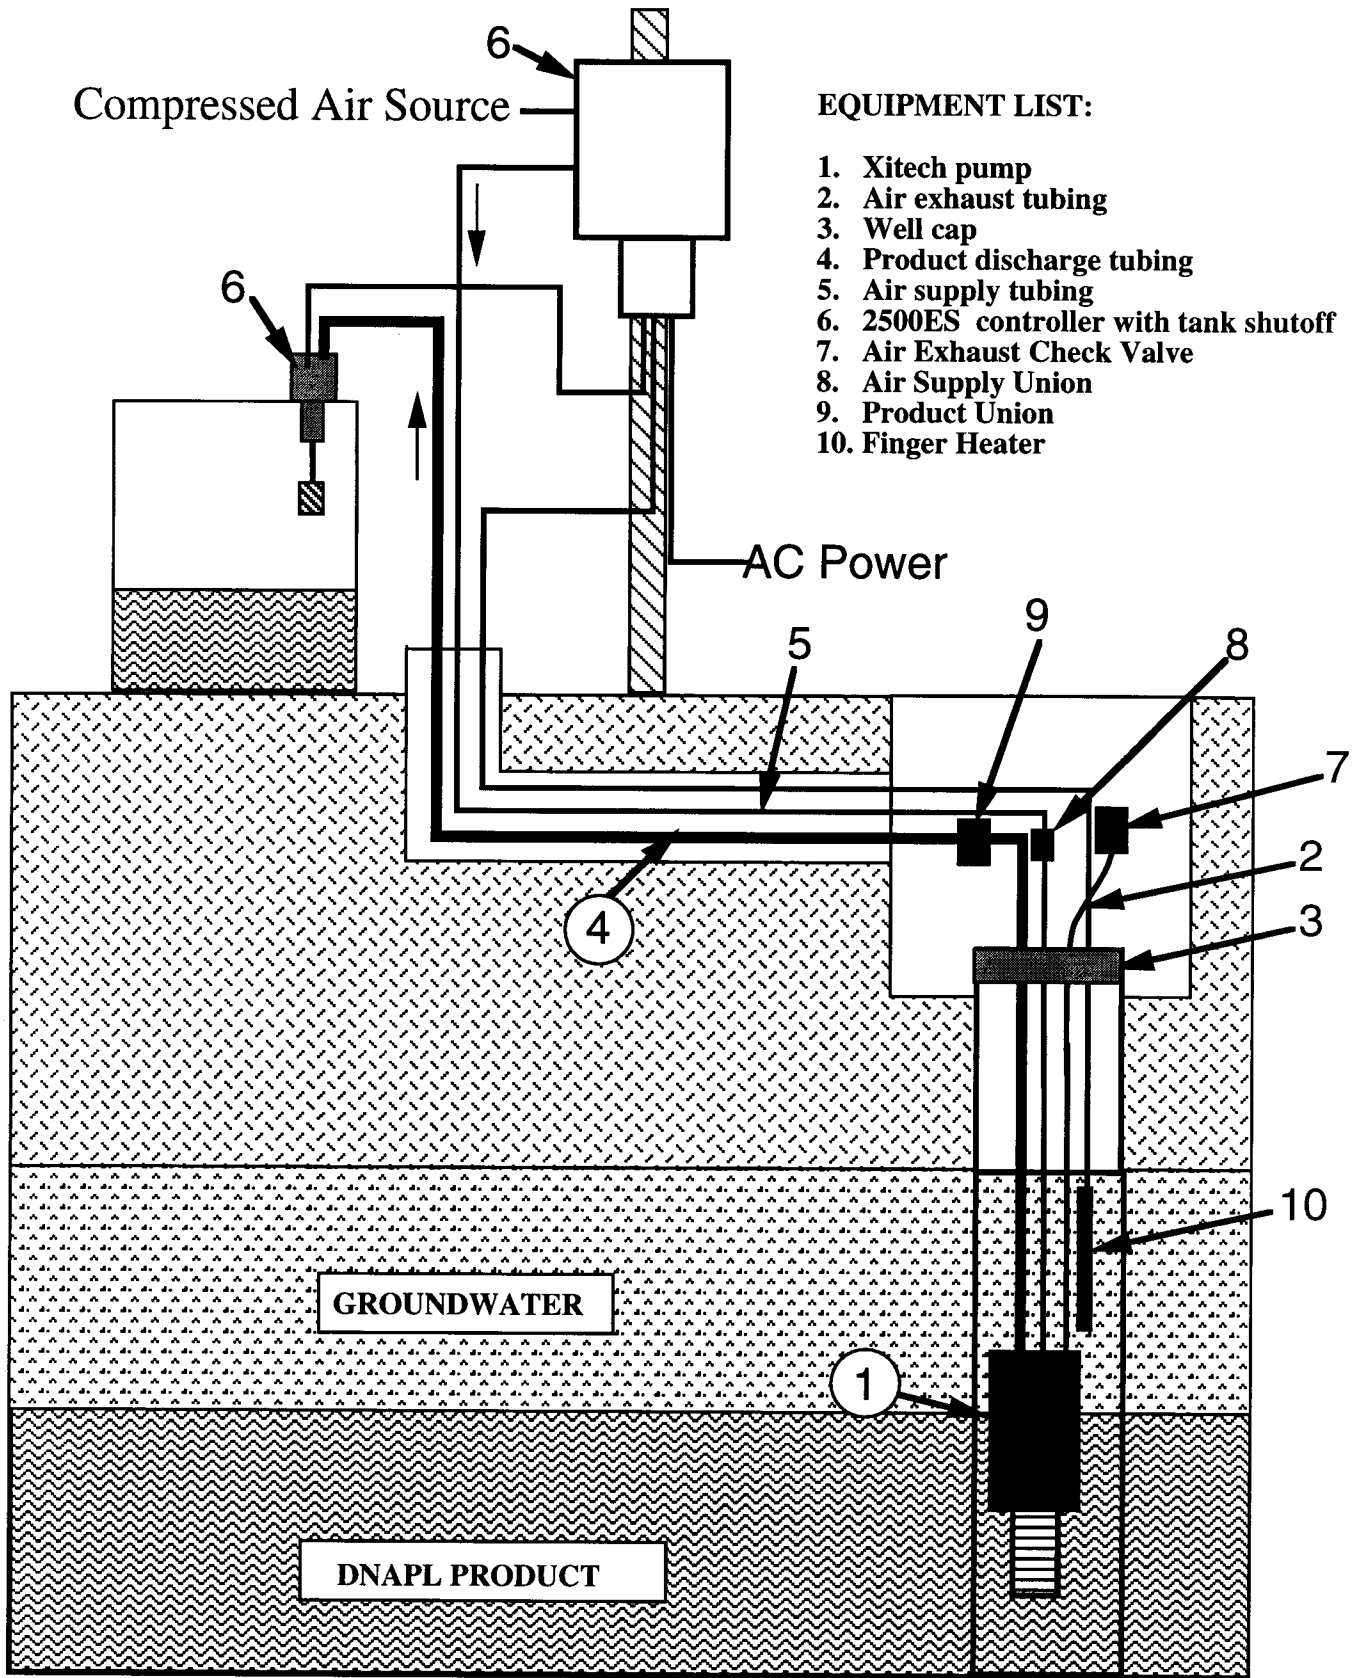 6
Compressed Air Source
EQUIPMENT LIST:
1. Xitech pump
2. Air exhaust tubing
3. Well cap
4. Product discharge tubing
5. Air supply tubing
6. 2500ES controller with tank shutoff
7. Air Exhaust Check Valve
8. Air Supply Union
9. Product Union
10. Finger Heater
6
AC Power
9
5
8
7
2
4
3
10
GROUNDWATER
1
DNAPL PRODUCT